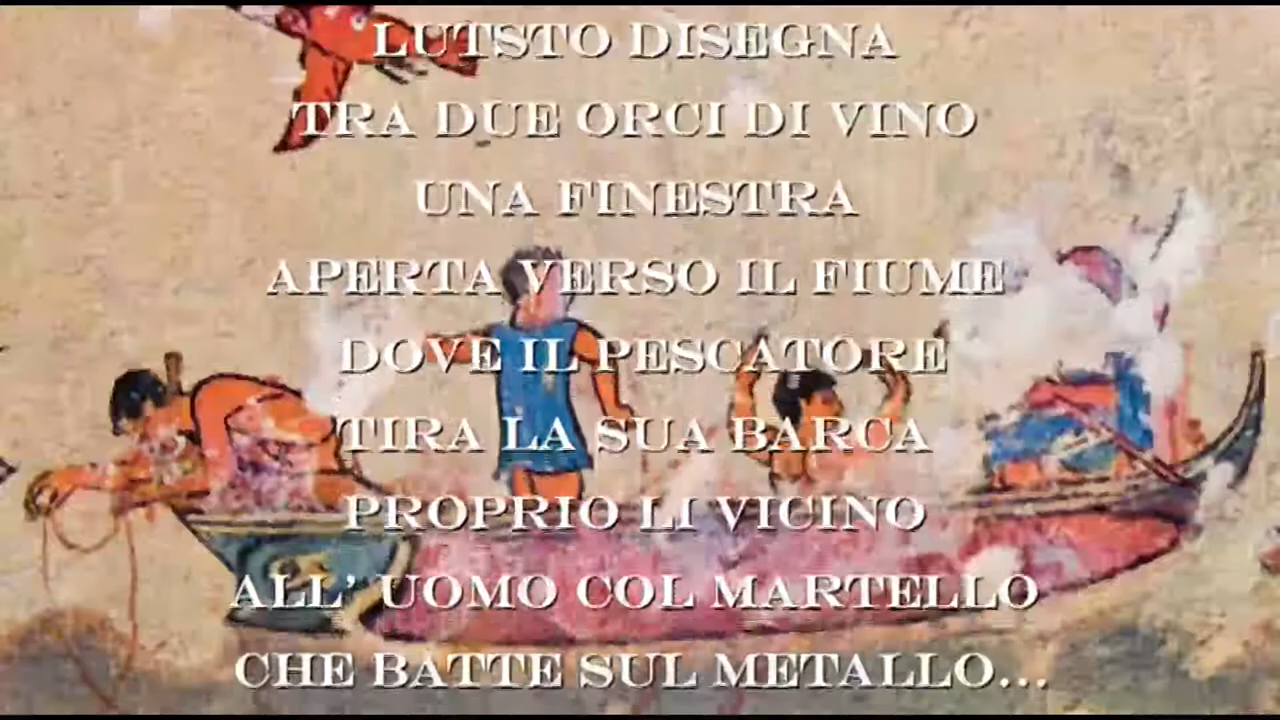 LUTSTO DISEGNA
TRA DUE ORCI DI VINO
UNA FINESTRA
APERTA VERSO IL FIUME
DOVE IL PESCATORE
TIRA LA SUA BARCA
PROPRIO LI VICINO
ALL' UOMO COL MARTELLO
CHE BATTE SUL METALLO...